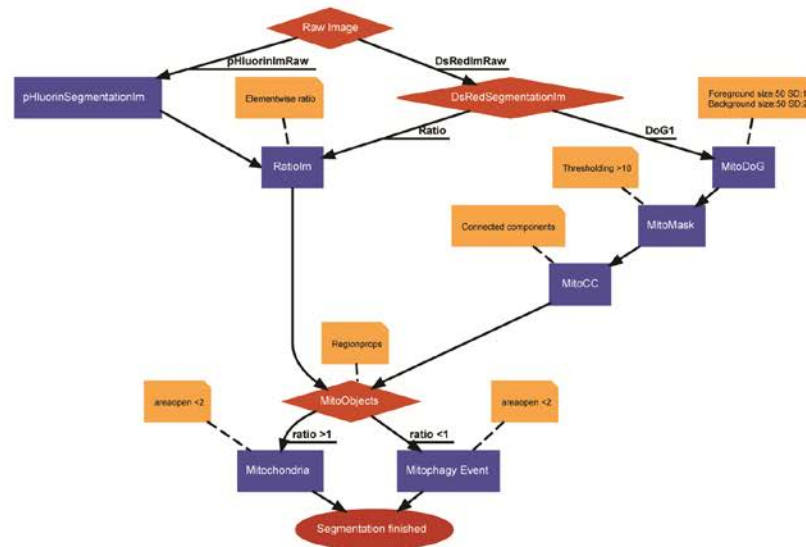 Raw Image
pHluorinImRaw
DsRedImRaw
pHluorinSegmentationIm
Elementwise ratio
DsRedSegmentationIm
Foreground size:50 SD:1
Background size:50 SD:2
Ratio
DoG1
RatioIm
Thresholding >10
MitoDoG
Connected components
MitoMask
MitoCC
Regionprops
areaopen <2
MitoObjects
areaopen <2
ratio >1
ratio <1
Mitochondria
Mitophagy Event
Segmentation finished